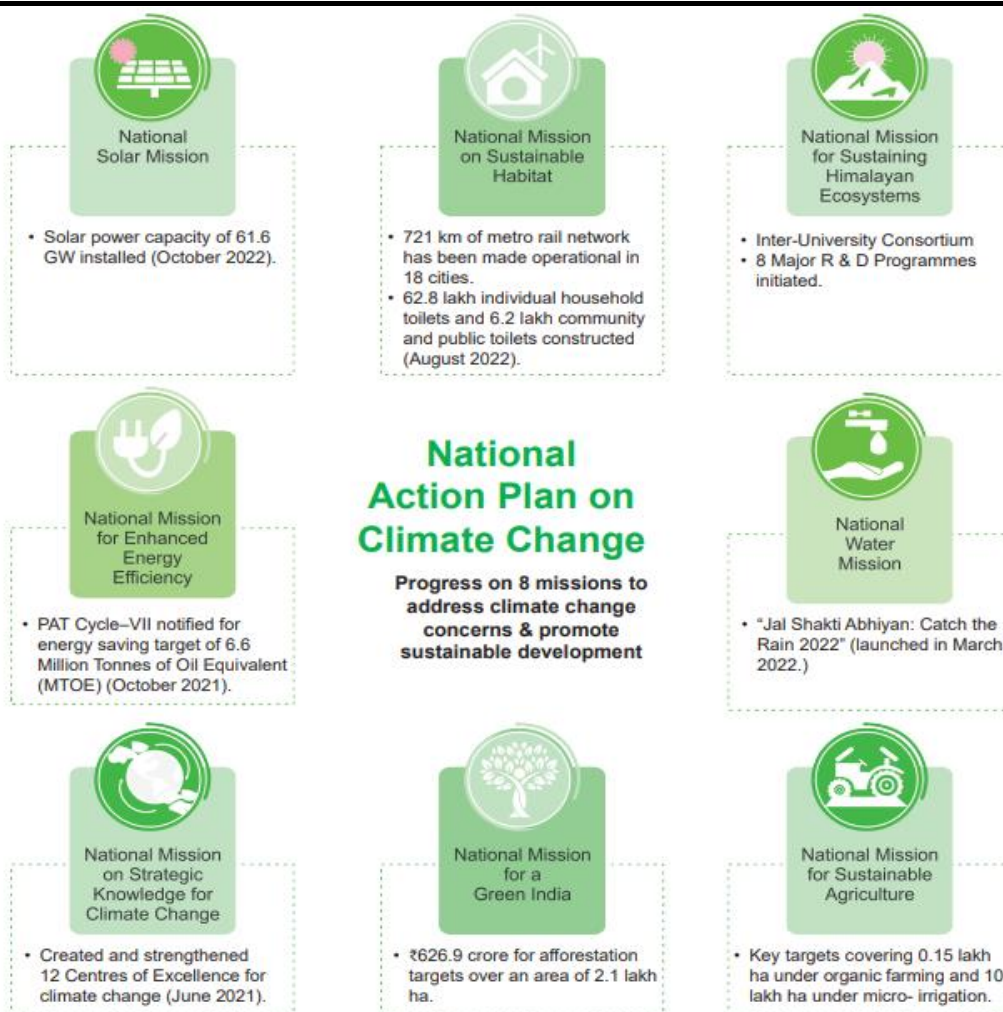 National
Solar Mission
• Solar power capacity of 61.6
GW installed (October 2022).
National Mission
on Sustainable
Habitat
• 721 km of metro rail network
has been made operational in
18 cities.
• 62.8 lakh individual household
toilets and 6.2 lakh community
and public toilets constructed
(August 2022).
National Mission
for Sustaining
Himalayan
Ecosystems
• Inter-University Consortium
• 8 Major R & D Programmes
initiated.
National Mission
for Enhanced
Energy
Efficiency
• PAT Cycle–VII notified for
energy saving target of 6.6
Million Tonnes of Oil Equivalent
(MTOE) (October 2021).
National
Action Plan on
Climate Change
Progress on 8 missions to
address climate change
concerns & promote
sustainable development
National
Water
Mission
• “Jal Shakti Abhiyan: Catch the
Rain 2022” (launched in March
2022.)
National Mission
on Strategic
Knowledge for
Climate Change
• Created and strengthened
12 Centres of Excellence for
climate change (June 2021).
National Mission
for a
Green India
• ₹626.9 crore for afforestation
targets over an area of 2.1 lakh
ha.
National Mission
for Sustainable
Agriculture
• Key targets covering 0.15 lakh
ha under organic farming and 10
lakh ha under micro- irrigation.